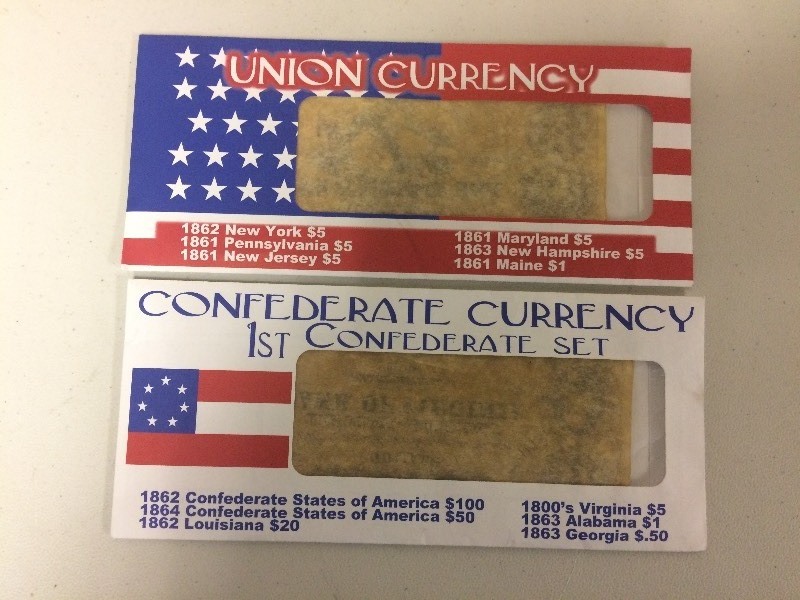 UNION CURRENCY
1862 New York $5
1861 Pennsylvania $5
1861 New Jersey $5
1861 Maryland $5
1863 New Hampshire $5
1861 Maine $1
CONFEDERATE CURRENCY
1ST CONFEDERATE SET
1862 Confederate States of America $100
1864 Confederate States of America $50
1862 Louisiana $20
1800's Virginia $5
1863 Alabama $1
1863 Georgia $.50